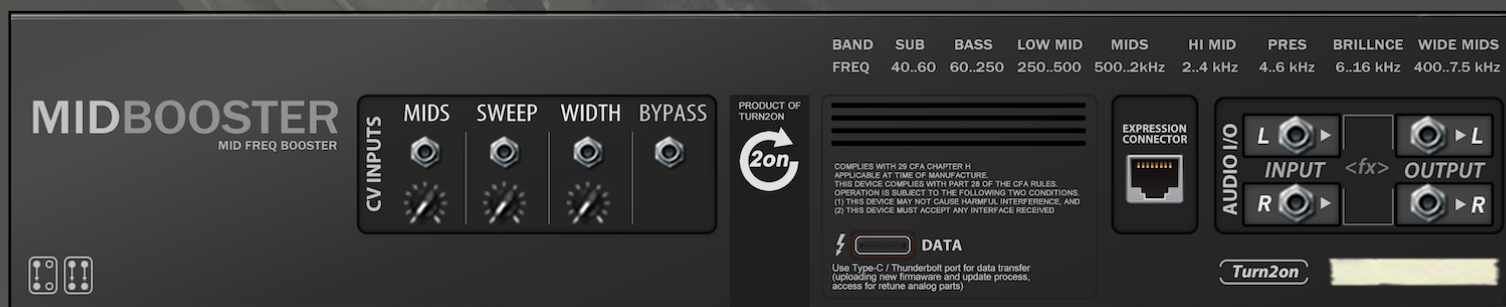 BAND SUB BASS LOW MID MIDS HI MID PRES BRILLNCE WIDE MIDS
FREQ 40..60 60..250 250..500 500..2kHz 2..4 kHz 4..6 kHz 6..16 kHz 400..7.5 kHz
MIDBOOSTER
MID FREQ BOOSTER
CV INPUTS
MIDS SWEEP WIDTH BYPASS
PRODUCT OF
TURN2ON
2on
COMPLIES WITH 29 CFA CHAPTER H
APPLICABLE AT TIME OF MANUFACTURE.
THIS DEVICE COMPLIES WITH PART 28 OF THE CFA RULES.
OPERATION IS SUBJECT TO THE FOLLOWING TWO CONDITIONS.
(1) THIS DEVICE MAY NOT CAUSE HARMFUL INTERFERENCE, AND
(2) THIS DEVICE MUST ACCEPT ANY INTERFACE RECEIVED
DATA
Use Type-C / Thunderbolt port for data transfer
(uploading new firmaware and update process,
access for retune analog parts)
EXPRESSION
CONNECTOR
AUDIO I/O
L L
INPUT <fx> OUTPUT
R R
Turn2on